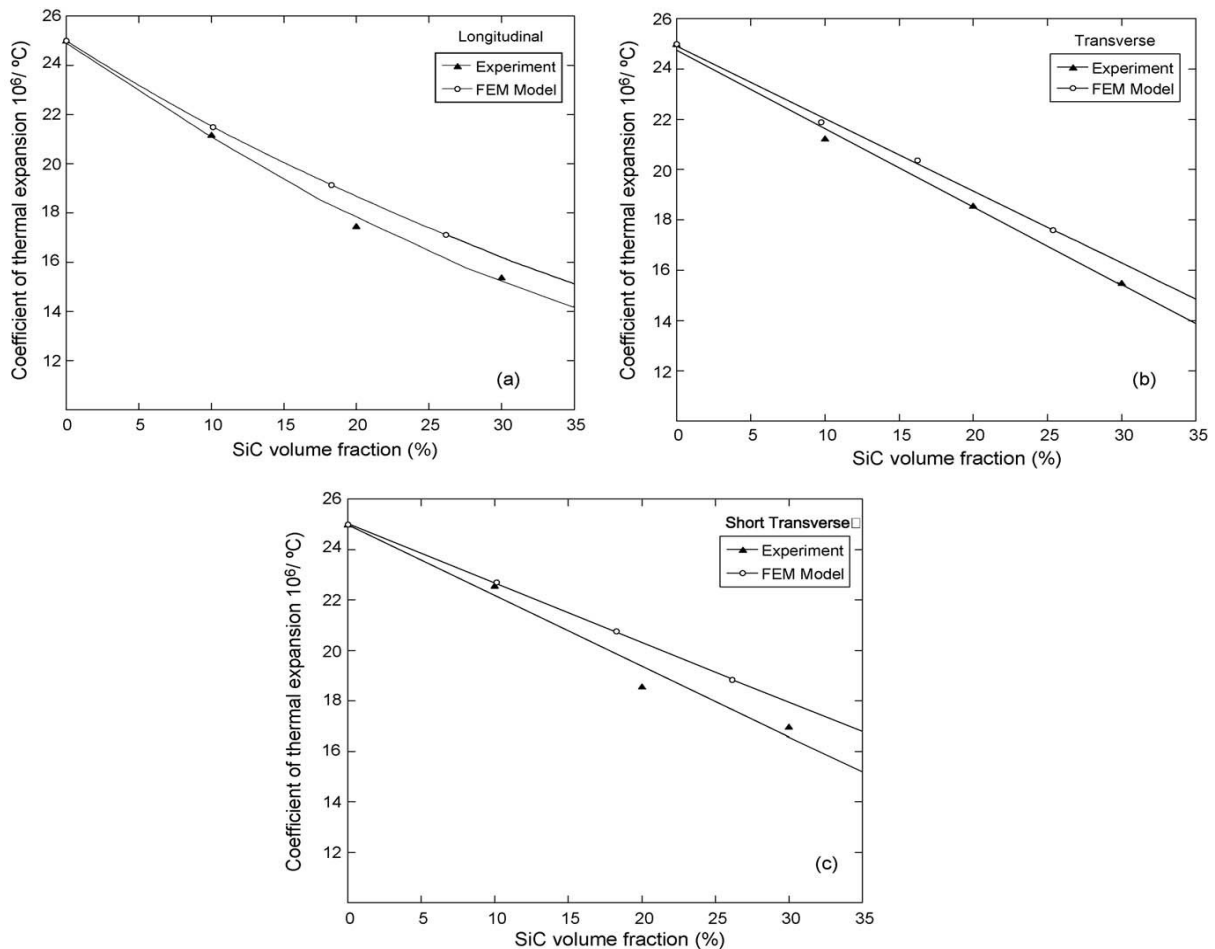 Coefficient of thermal expansion 10⁶/ ºC
26
24
22
20
18
16
14
12
Longitudinal
Experiment
FEM Model
(a)
0 5 10 15 20 25 30 35
SiC volume fraction (%)
Coefficient of thermal expansion 10⁶/ ºC
26
24
22
20
18
16
14
12
Transverse
Experiment
FEM Model
(b)
0 5 10 15 20 25 30 35
SiC volume fraction (%)
Coefficient of thermal expansion 10⁶/ ºC
26
24
22
20
18
16
14
12
Short Transverse□
Experiment
FEM Model
(c)
0 5 10 15 20 25 30 35
SiC volume fraction (%)